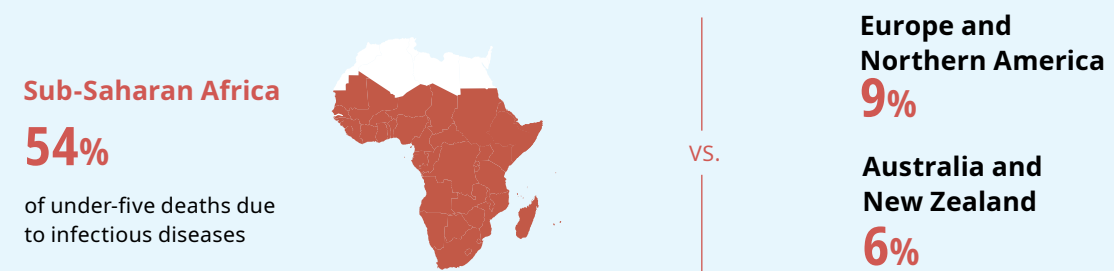 Sub-Saharan Africa
54%
of under-five deaths due
to infectious diseases
vs.
Europe and
Northern America
9%
Australia and
New Zealand
6%